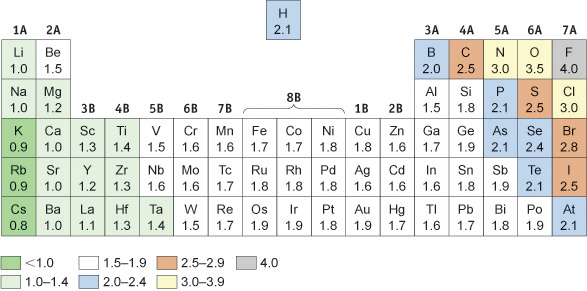 H
2.1
1A 2A 3A 4A 5A 6A 7A
Li Be B C N O F
1.0 1.5 2.0 2.5 3.0 3.5 4.0
Na Mg Al Si P S Cl
1.0 1.2 1.5 1.8 2.1 2.5 3.0
3B 4B 5B 6B 7B 8B 1B 2B
K Ca Sc Ti V Cr Mn Fe Co Ni Cu Zn Ga Ge As Se Br
0.9 1.0 1.3 1.4 1.5 1.6 1.6 1.7 1.7 1.8 1.8 1.6 1.7 1.9 2.1 2.4 2.8
Rb Sr Y Zr Nb Mo Tc Ru Rh Pd Ag Cd In Sn Sb Te I
0.9 1.0 1.2 1.3 1.6 1.6 1.7 1.8 1.8 1.8 1.6 1.6 1.6 1.8 1.9 2.1 2.5
Cs Ba La Hf Ta W Re Os Ir Pt Au Hg Tl Pb Bi Po At
0.8 1.0 1.1 1.3 1.4 1.5 1.7 1.9 1.9 1.8 1.9 1.7 1.6 1.7 1.8 1.9 2.1
<1.0 1.5–1.9 2.5–2.9 4.0
1.0–1.4 2.0–2.4 3.0–3.9